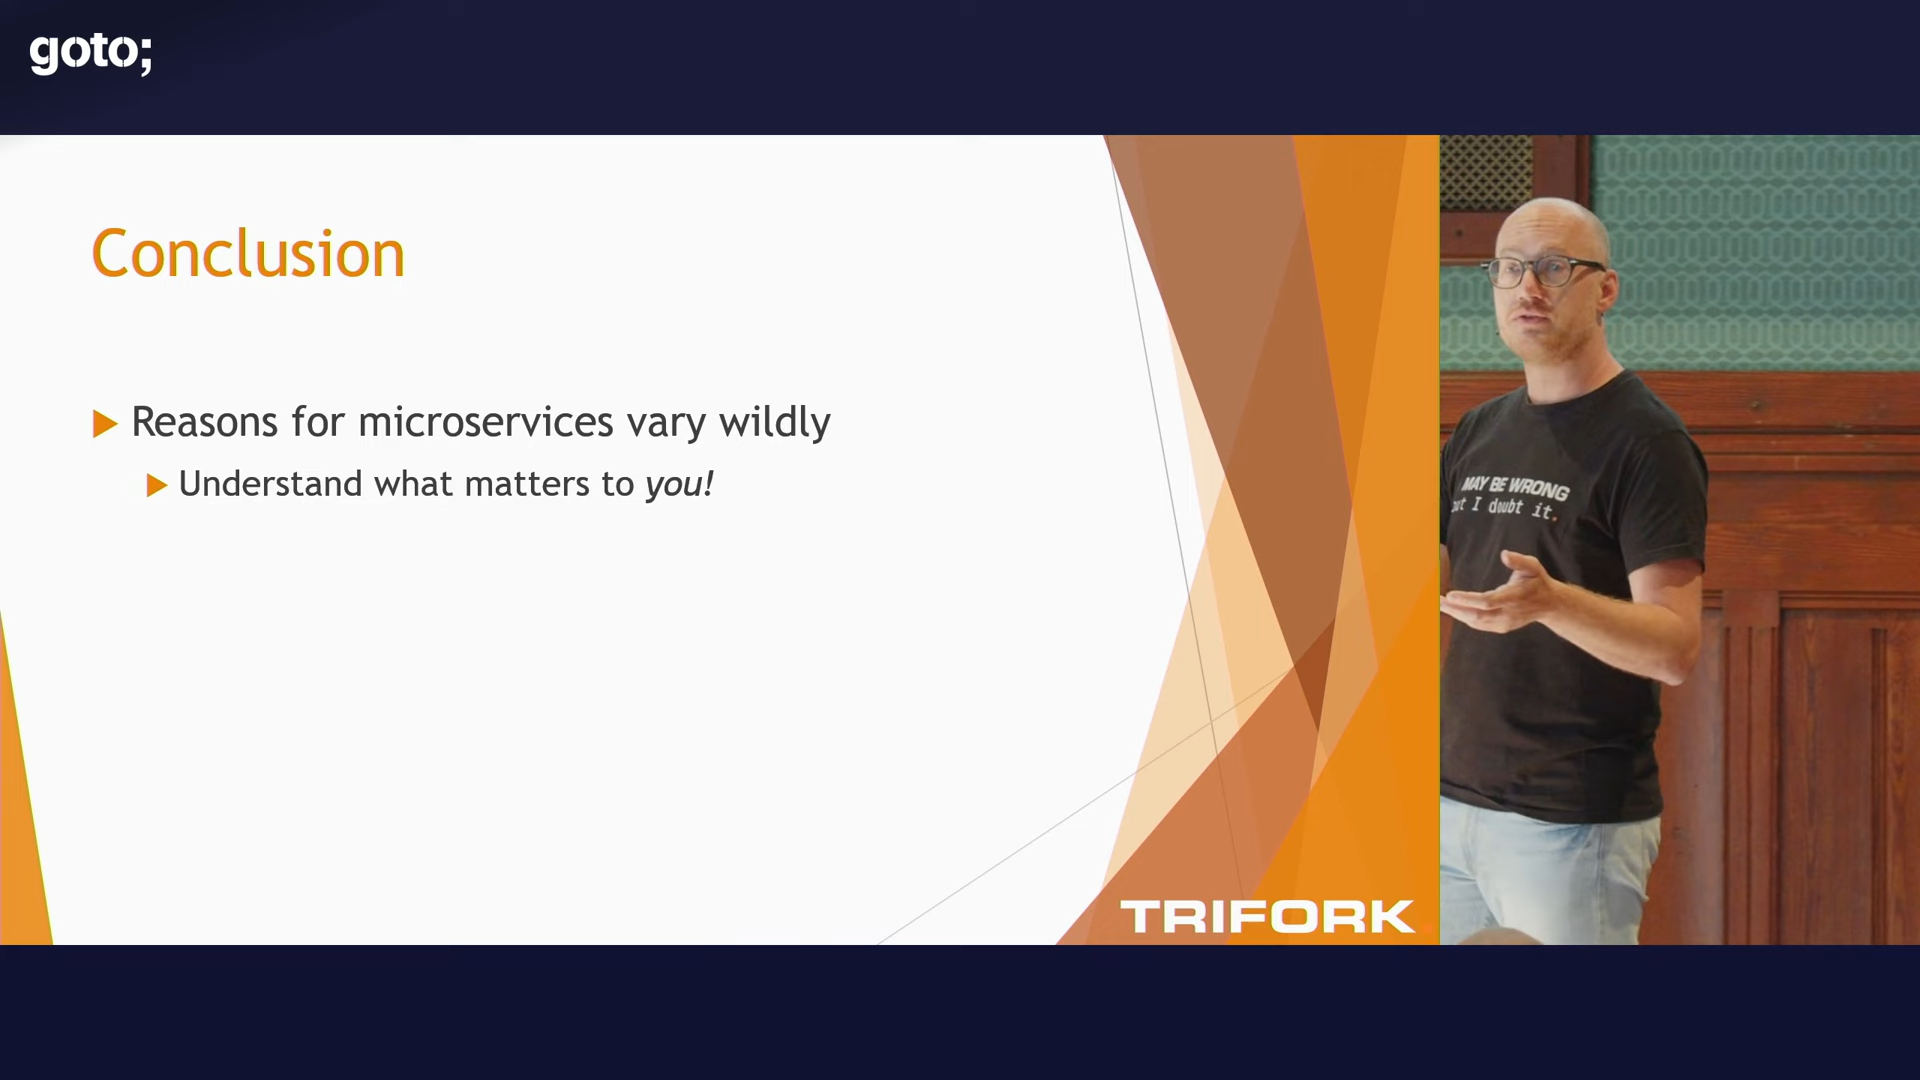 goto;
Conclusion
Reasons for microservices vary wildly
Understand what matters to you!
MAY BE WRONG
I doubt it.
TRIFORK